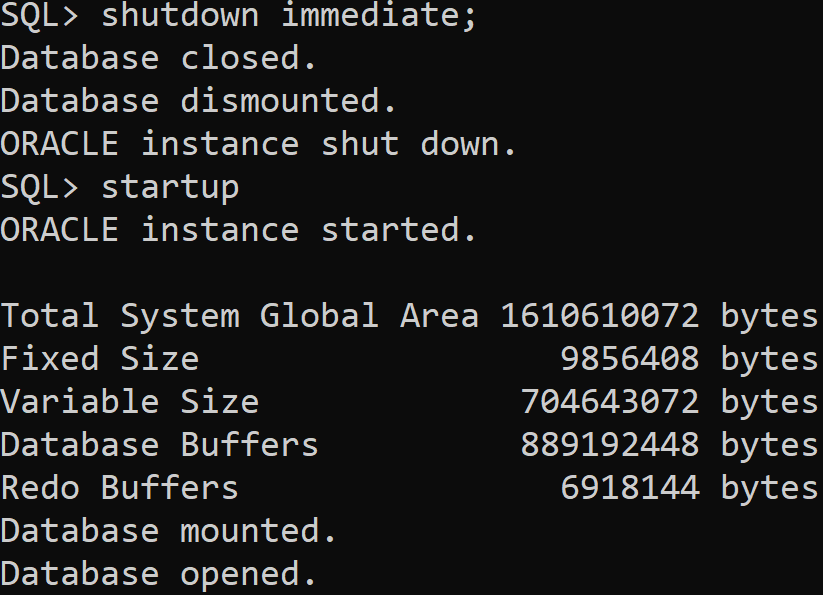 SQL> shutdown immediate;
Database closed.
Database dismounted.
ORACLE instance shut down.
SQL> startup
ORACLE instance started.

Total System Global Area 1610610072 bytes
Fixed Size                  9856408 bytes
Variable Size             704643072 bytes
Database Buffers          889192448 bytes
Redo Buffers                6918144 bytes
Database mounted.
Database opened.